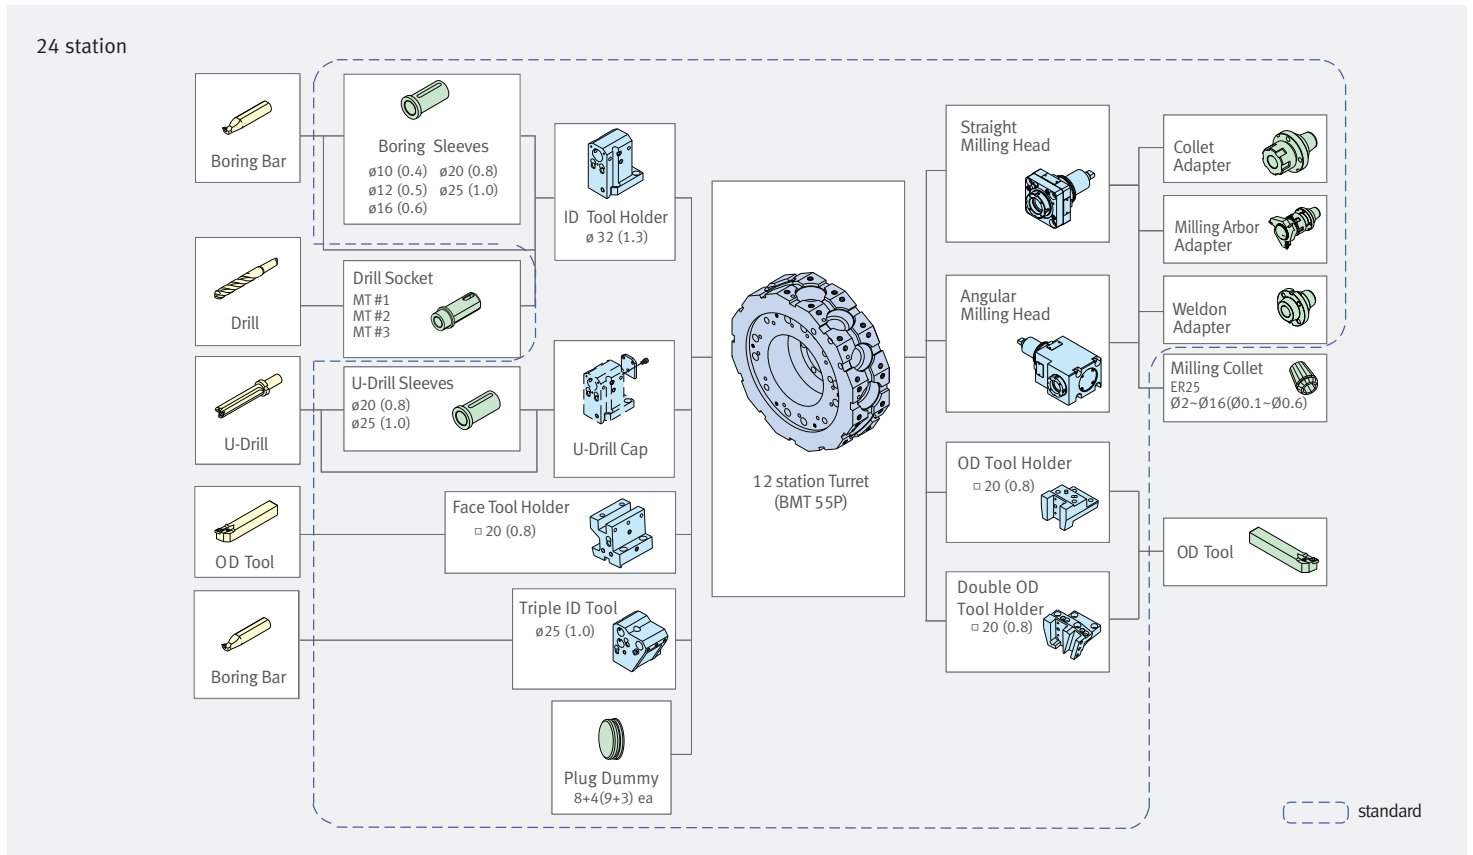 24 station
Boring Bar
Boring Sleeves
ø10 (0.4) ø20 (0.8)
ø12 (0.5) ø25 (1.0)
ø16 (0.6)
ID Tool Holder
ø 32 (1.3)
Drill
Drill Socket
MT #1
MT #2
MT #3
U-Drill
U-Drill Sleeves
ø20 (0.8)
ø25 (1.0)
U-Drill Cap
OD Tool
Face Tool Holder
□ 20 (0.8)
Boring Bar
Triple ID Tool
ø25 (1.0)
Plug Dummy
8+4(9+3) ea
12 station Turret
(BMT 55P)
Straight
Milling Head
Angular
Milling Head
OD Tool Holder
□ 20 (0.8)
Double OD
Tool Holder
□ 20 (0.8)
Collet
Adapter
Milling Arbor
Adapter
Weldon
Adapter
Milling Collet
ER25
Ø2~Ø16(Ø0.1~Ø0.6)
OD Tool
standard